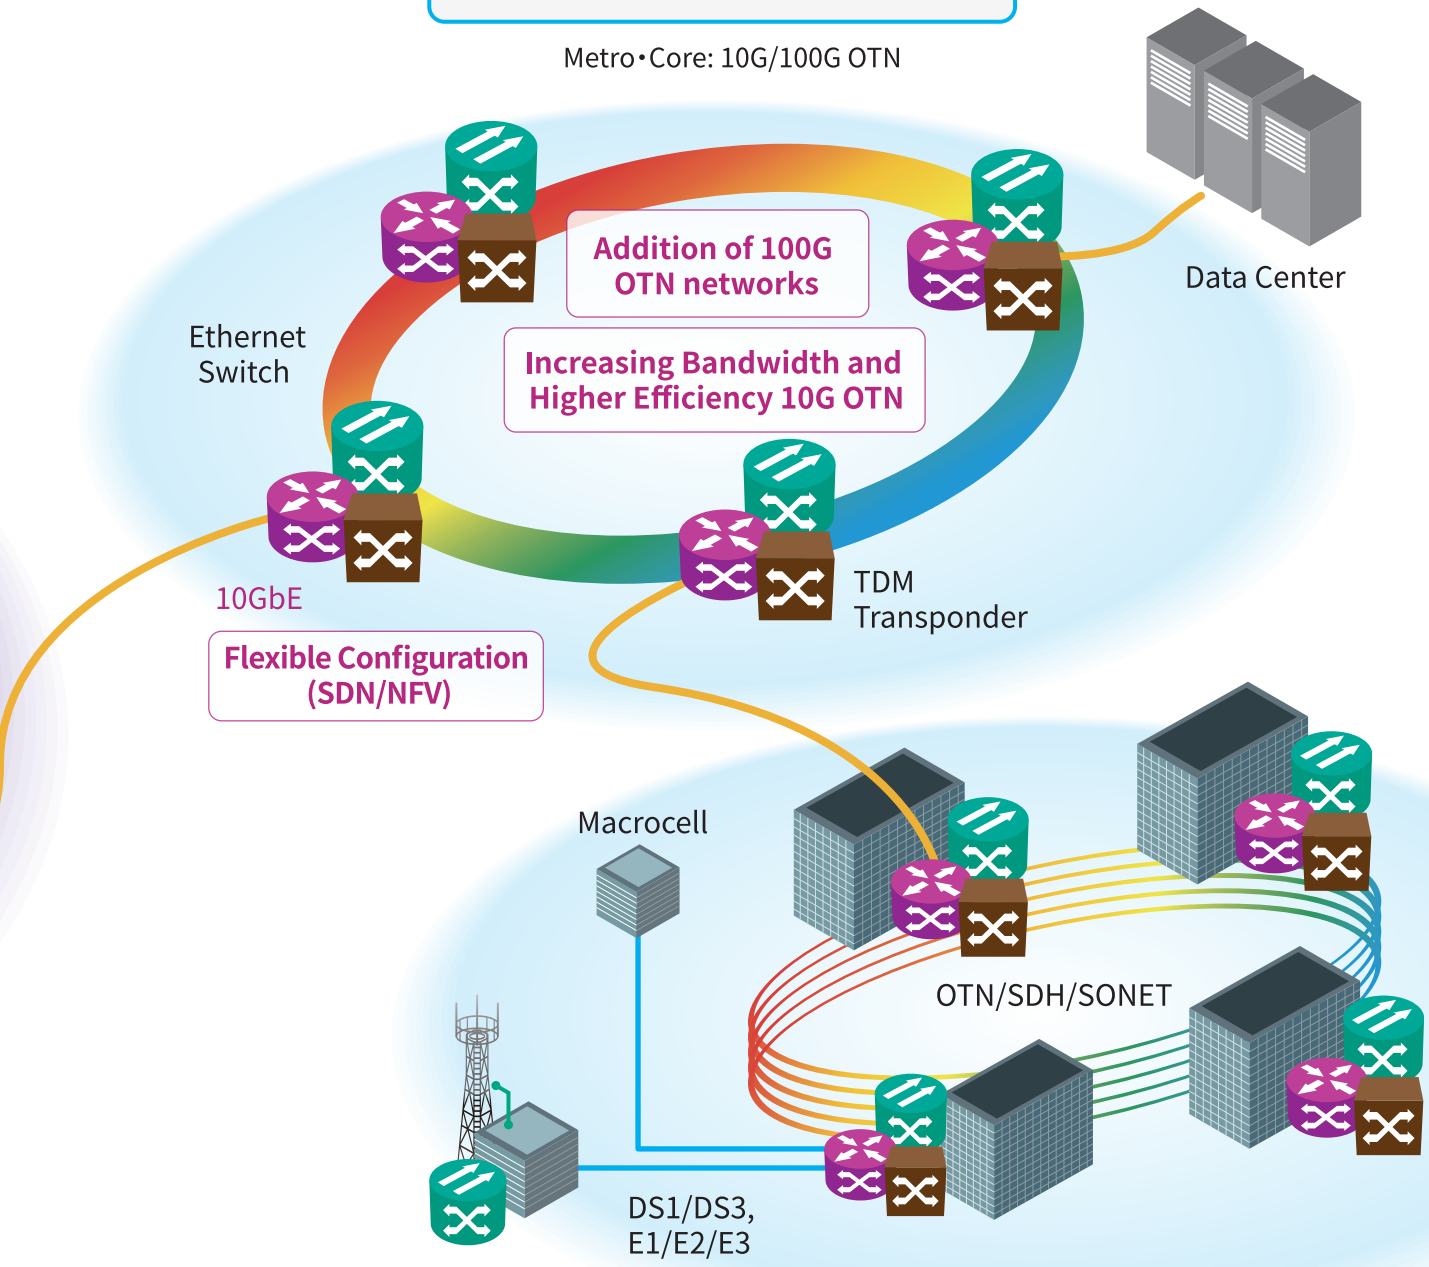 Metro•Core: 10G/100G OTN
Addition of 100G
OTN networks
Data Center
Ethernet
Switch
Increasing Bandwidth and
Higher Efficiency 10G OTN
TDM
Transponder
10GbE
Flexible Configuration
(SDN/NFV)
Macrocell
OTN/SDH/SONET
DS1/DS3,
E1/E2/E3